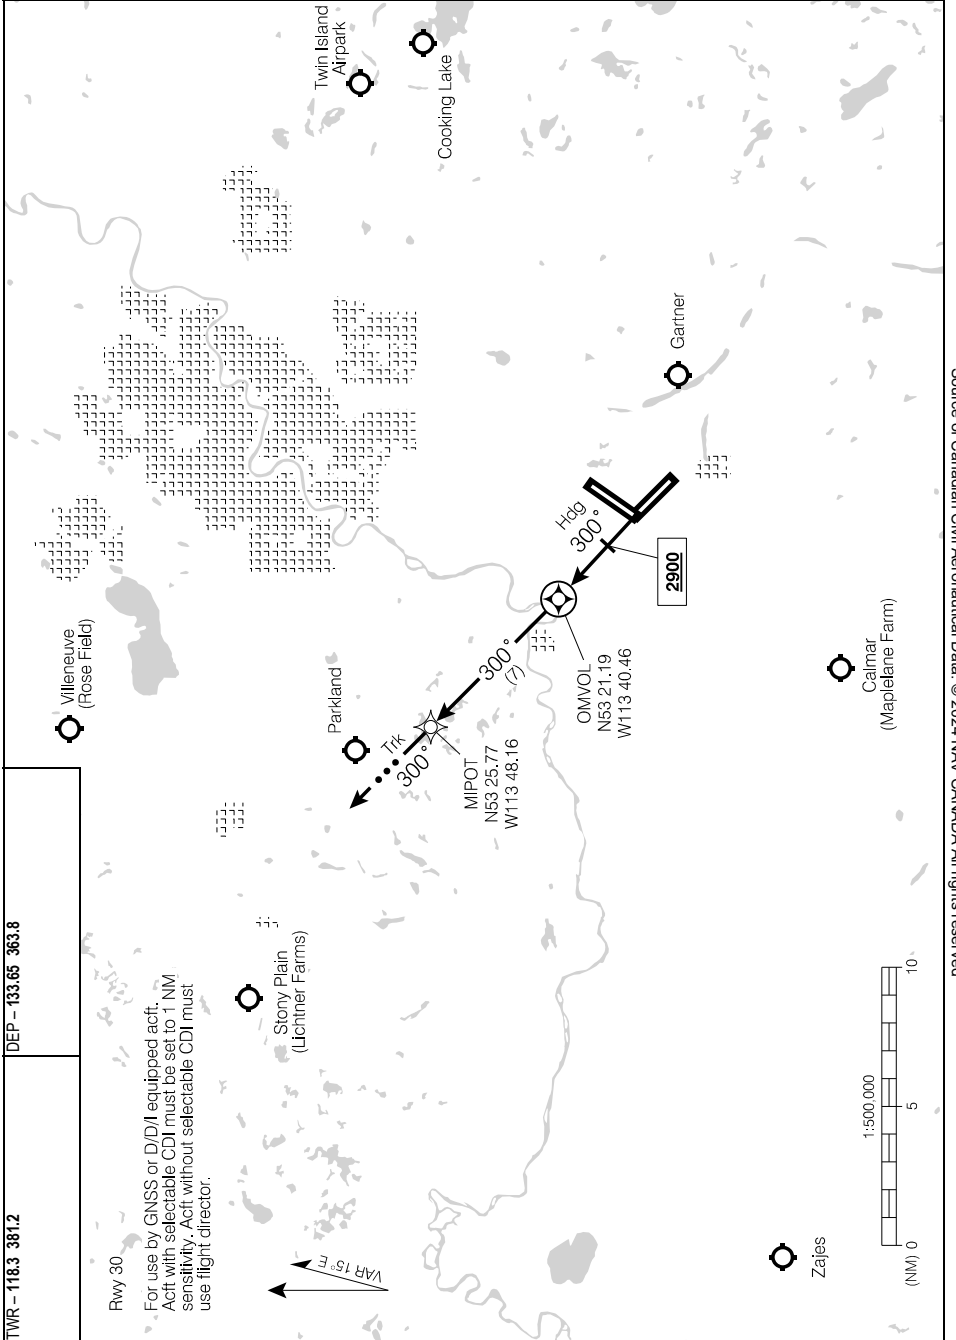 TWR – 118.3 381.2
DEP – 133.65 363.8
Rwy 30
For use by GNSS or D/D/I equipped acft.
Acft with selectable CDI must be set to 1 NM
sensitivity. Acft without selectable CDI must
use flight director.
VAR 15° E
Villeneuve
(Rose Field)
Twin Island
Airpark
Cooking Lake
Stony Plain
(Lichtner Farms)
Parkland
300°
Trk
MIPOT
N53 25.77
W113 48.16
300°
(7)
OMVOL
N53 21.19
W113 40.46
Hdg
300°
2900
Gartner
Calmar
(Maplelane Farm)
Zajes
1:500,000
(NM) 0 5 10
Source of Canadian Civil Aeronautical Data: © 2024 NAV CANADA All rights reserved